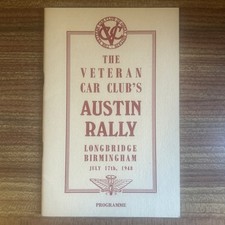 THE
VETERAN
CAR CLUB'S
AUSTIN
RALLY
LONGBRIDGE
BIRMINGHAM
JULY 17th, 1948
PROGRAMME